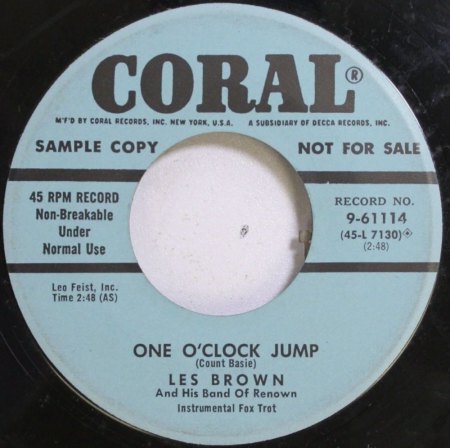 CORAL®
M'F'D BY CORAL RECORDS, INC. NEW YORK, U.S.A. A SUBSIDIARY OF DECCA RECORDS, INC.
SAMPLE COPY NOT FOR SALE
45 RPM RECORD
Non-Breakable
Under
Normal Use
RECORD NO.
9-61114
(45-L 7130)
(2:48)
Leo Feist, Inc.
Time 2:48 (AS)
ONE O'CLOCK JUMP
(Count Basie)
LES BROWN
And His Band Of Renown
Instrumental Fox Trot